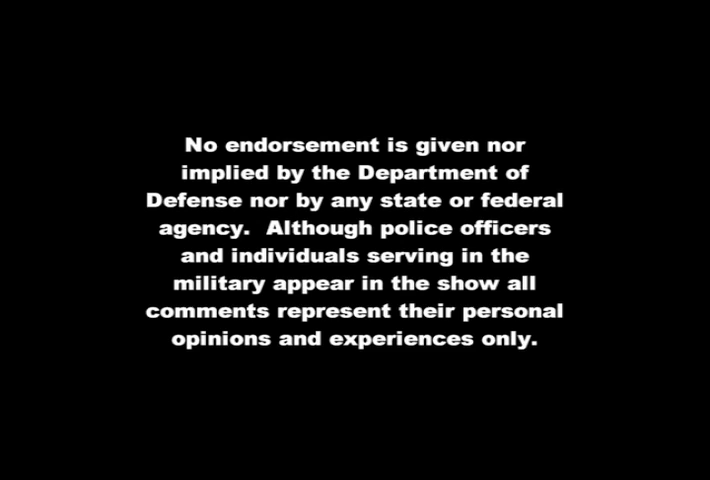 No endorsement is given nor
implied by the Department of
Defense nor by any state or federal
agency.  Although police officers
and individuals serving in the
military appear in the show all
comments represent their personal
opinions and experiences only.